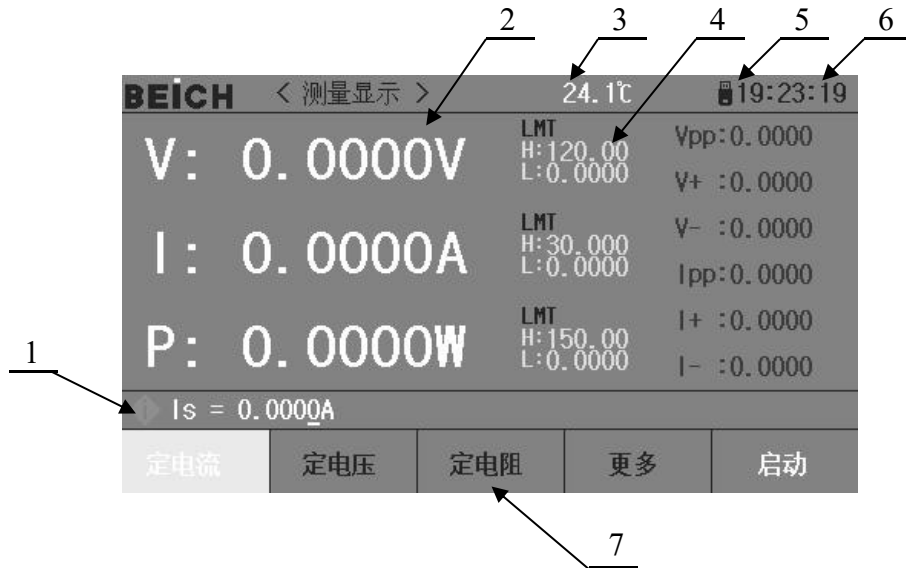 2 3 4 5 6
BEICH < 测量显示 > 24.1℃ 19:23:19
V: 0.0000V
LMT
H:120.00
L:0.0000
Vpp:0.0000
V+ :0.0000
I: 0.0000A
LMT
H:30.000
L:0.0000
V- :0.0000
Ipp:0.0000
P: 0.0000W
LMT
H:150.00
L:0.0000
I+ :0.0000
I- :0.0000
1
Is = 0.0000A
定电流 定电压 定电阻 更多 启动
7